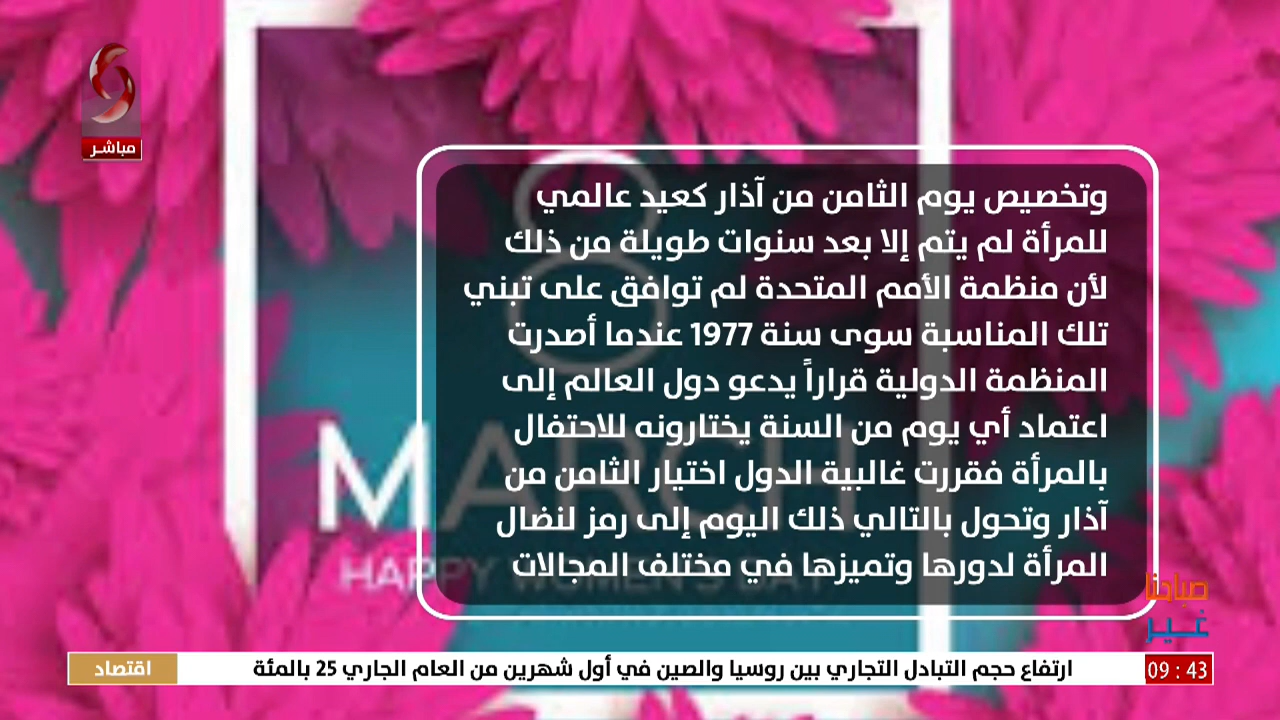 مباشر
وتخصيص يوم الثامن من آذار كعيد عالمي
للمرأة لم يتم إلا بعد سنوات طويلة من ذلك
لأن منظمة الأمم المتحدة لم توافق على تبني
تلك المناسبة سوى سنة 1977 عندما أصدرت
المنظمة الدولية قراراً يدعو دول العالم إلى
اعتماد أي يوم من السنة يختارونه للاحتفال
بالمرأة فقررت غالبية الدول اختيار الثامن من
آذار وتحول بالتالي ذلك اليوم إلى رمز لنضال
المرأة لدورها وتميزها في مختلف المجالات
8
MARCH
HAPPY WOMEN'S DAY
صباحنا
غير
09 : 43
ارتفاع حجم التبادل التجاري بين روسيا والصين في أول شهرين من العام الجاري 25 بالمئة
اقتصاد